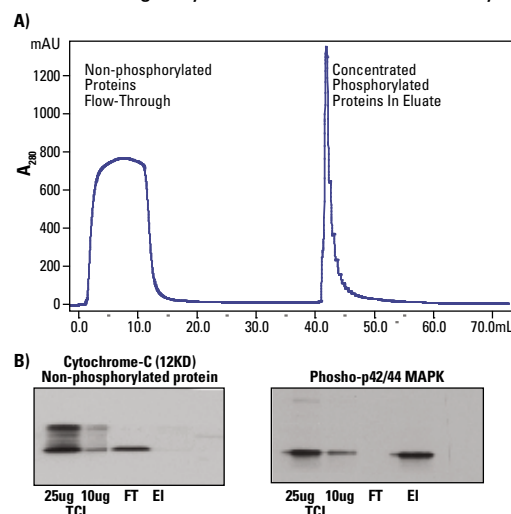 A)
mAU
1200
1000
800
600
400
200
0
A280
Non-phosphorylated
Proteins
Flow-Through
Concentrated
Phosphorylated
Proteins In Eluate
0.0 10.0 20.0 30.0 40.0 50.0 60.0 70.0mL
B)
Cytochrome-C (12KD)
Non-phosphorylated protein
25ug 10ug FT El
TCL
Phosho-p42/44 MAPK
25ug 10ug FT El
TCL